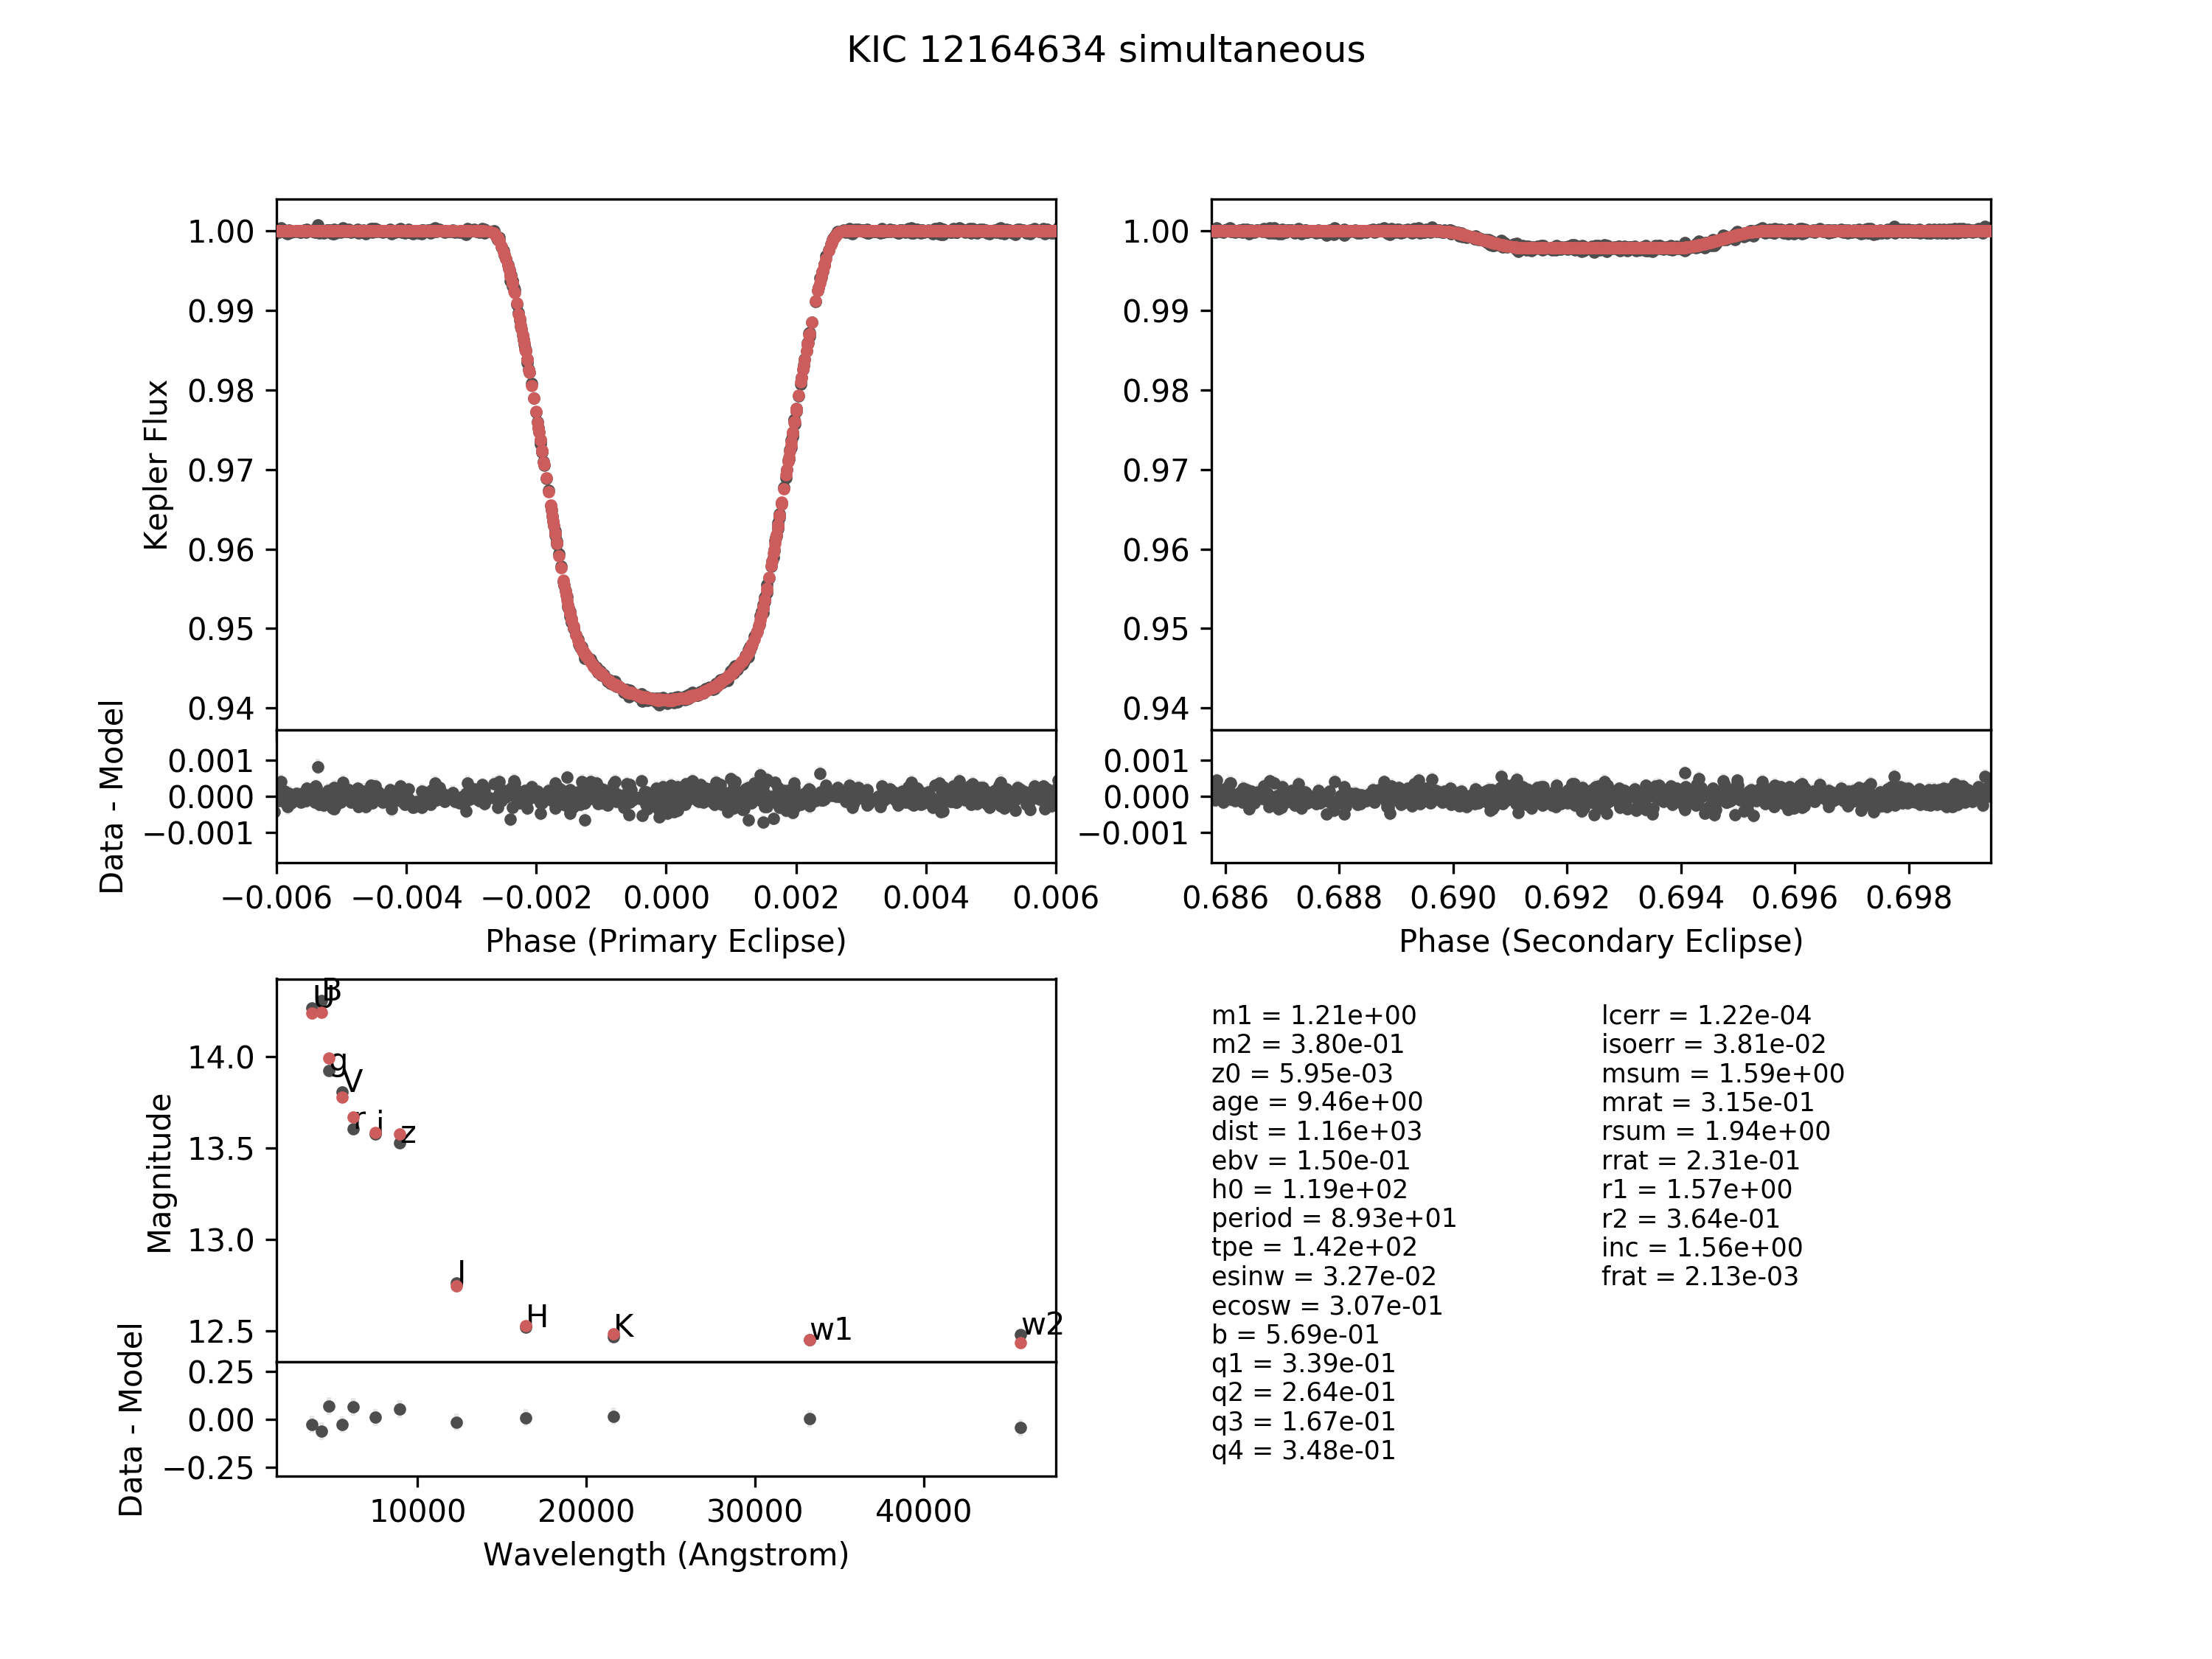 KIC 12164634 simultaneous
Kepler Flux
1.00
0.99
0.98
0.97
0.96
0.95
0.94
Data - Model
0.001
0.000
−0.001
−0.006 −0.004 −0.002 0.000 0.002 0.004 0.006
Phase (Primary Eclipse)
1.00
0.99
0.98
0.97
0.96
0.95
0.94
0.001
0.000
−0.001
0.686 0.688 0.690 0.692 0.694 0.696 0.698
Phase (Secondary Eclipse)
Magnitude
14.0
13.5
13.0
12.5
U
B
g
V
r
i
z
J
H
K
w1
w2
Data - Model
0.25
0.00
−0.25
10000 20000 30000 40000
Wavelength (Angstrom)
m1 = 1.21e+00
m2 = 3.80e-01
z0 = 5.95e-03
age = 9.46e+00
dist = 1.16e+03
ebv = 1.50e-01
h0 = 1.19e+02
period = 8.93e+01
tpe = 1.42e+02
esinw = 3.27e-02
ecosw = 3.07e-01
b = 5.69e-01
q1 = 3.39e-01
q2 = 2.64e-01
q3 = 1.67e-01
q4 = 3.48e-01
lcerr = 1.22e-04
isoerr = 3.81e-02
msum = 1.59e+00
mrat = 3.15e-01
rsum = 1.94e+00
rrat = 2.31e-01
r1 = 1.57e+00
r2 = 3.64e-01
inc = 1.56e+00
frat = 2.13e-03